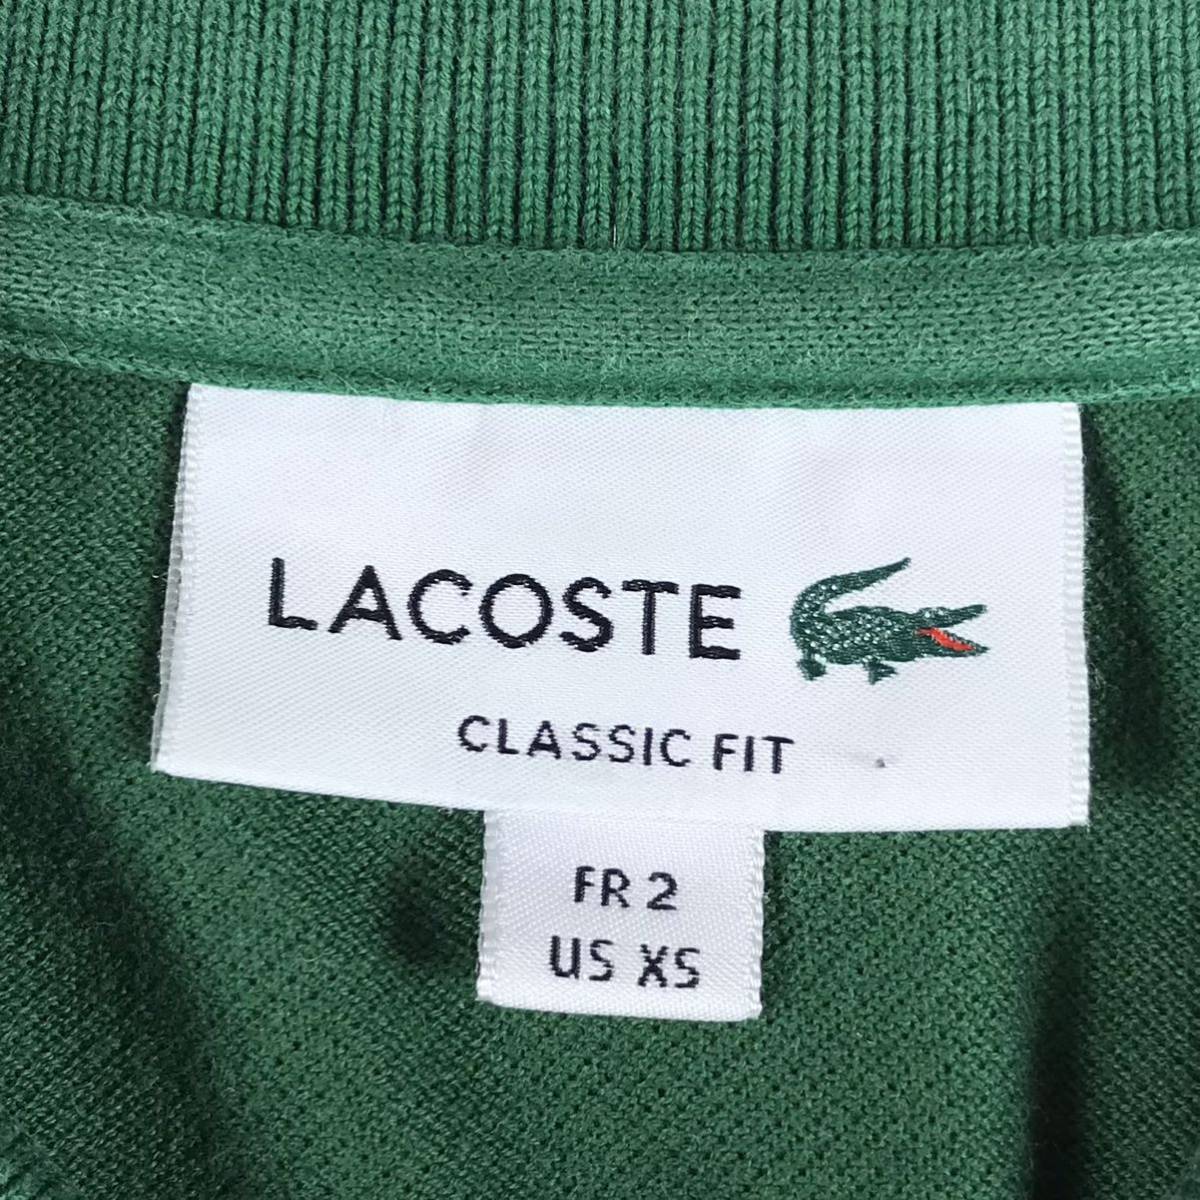 LACOSTE
CLASSIC FIT
FR 2
US XS